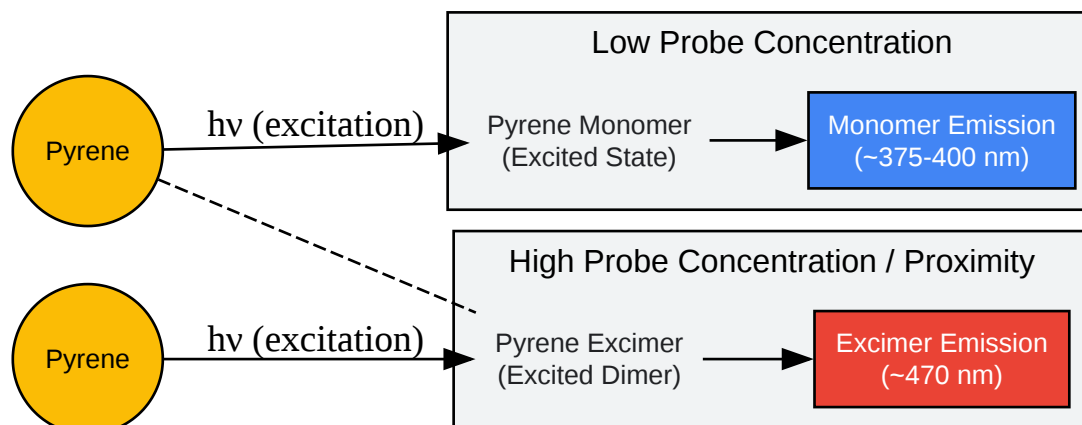 Low Probe Concentration
Pyrene
hν (excitation)
Pyrene Monomer
(Excited State)
Monomer Emission
(~375-400 nm)
High Probe Concentration / Proximity
Pyrene
hν (excitation)
Pyrene Excimer
(Excited Dimer)
Excimer Emission
(~470 nm)